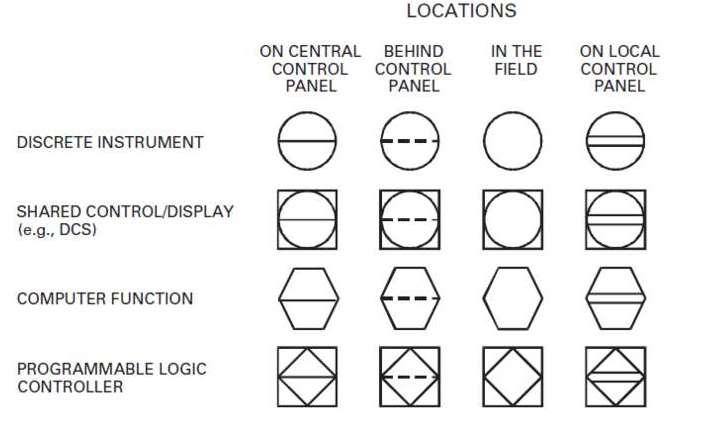 LOCATIONS
ON CENTRAL CONTROL PANEL
BEHIND CONTROL PANEL
IN THE FIELD
ON LOCAL CONTROL PANEL
DISCRETE INSTRUMENT
SHARED CONTROL/DISPLAY
(e.g., DCS)
COMPUTER FUNCTION
PROGRAMMABLE LOGIC
CONTROLLER